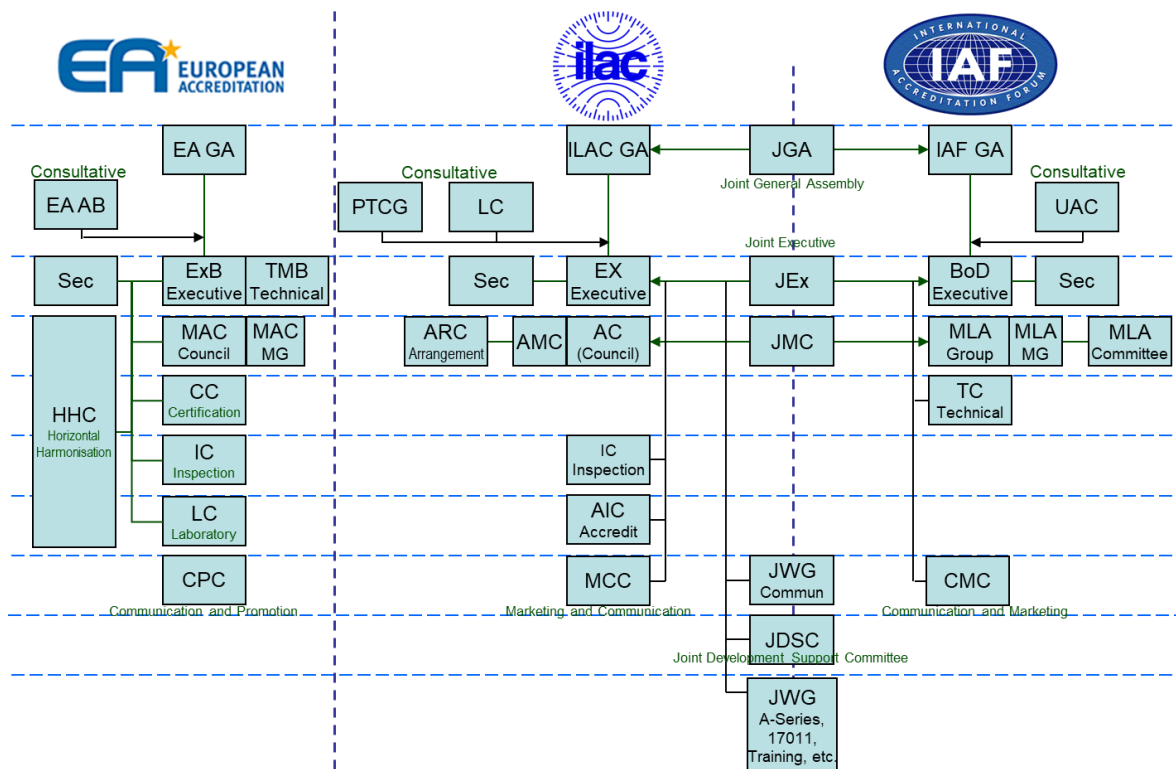 EA EUROPEAN
ACCREDITATION
ilac
INTERNATIONAL
IAF
ACCREDITATION FORUM
EA GA
ILAC GA
JGA
IAF GA
Joint General Assembly
Consultative
EA AB
Consultative
PTCG
LC
Consultative
UAC
Joint Executive
Sec
ExB
Executive
TMB
Technical
Sec
EX
Executive
JEx
BoD
Executive
Sec
MAC
Council
MAC
MG
ARC
Arrangement
AMC
AC
(Council)
JMC
MLA
Group
MLA
MG
MLA
Committee
HHC
Horizontal
Harmonisation
CC
Certification
TC
Technical
IC
Inspection
IC
Inspection
LC
Laboratory
AIC
Accredit
CPC
Communication and Promotion
MCC
Marketing and Communication
JWG
Commun
CMC
Communication and Marketing
JDSC
Joint Development Support Committee
JWG
A-Series,
17011,
Training, etc.